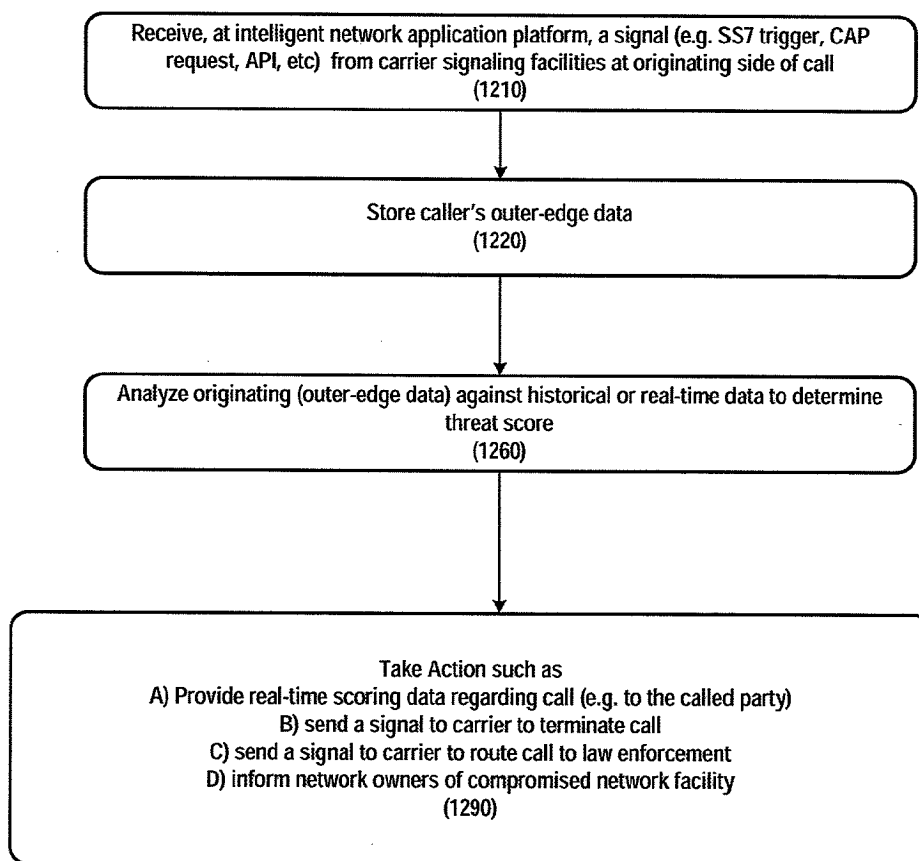 Receive, at intelligent network application platform, a signal (e.g. SS7 trigger, CAP
request, API, etc) from carrier signaling facilities at originating side of call
(1210)
Store caller's outer-edge data
(1220)
Analyze originating (outer-edge data) against historical or real-time data to determine
threat score
(1260)
Take Action such as
A) Provide real-time scoring data regarding call (e.g. to the called party)
B) send a signal to carrier to terminate call
C) send a signal to carrier to route call to law enforcement
D) inform network owners of compromised network facility
(1290)